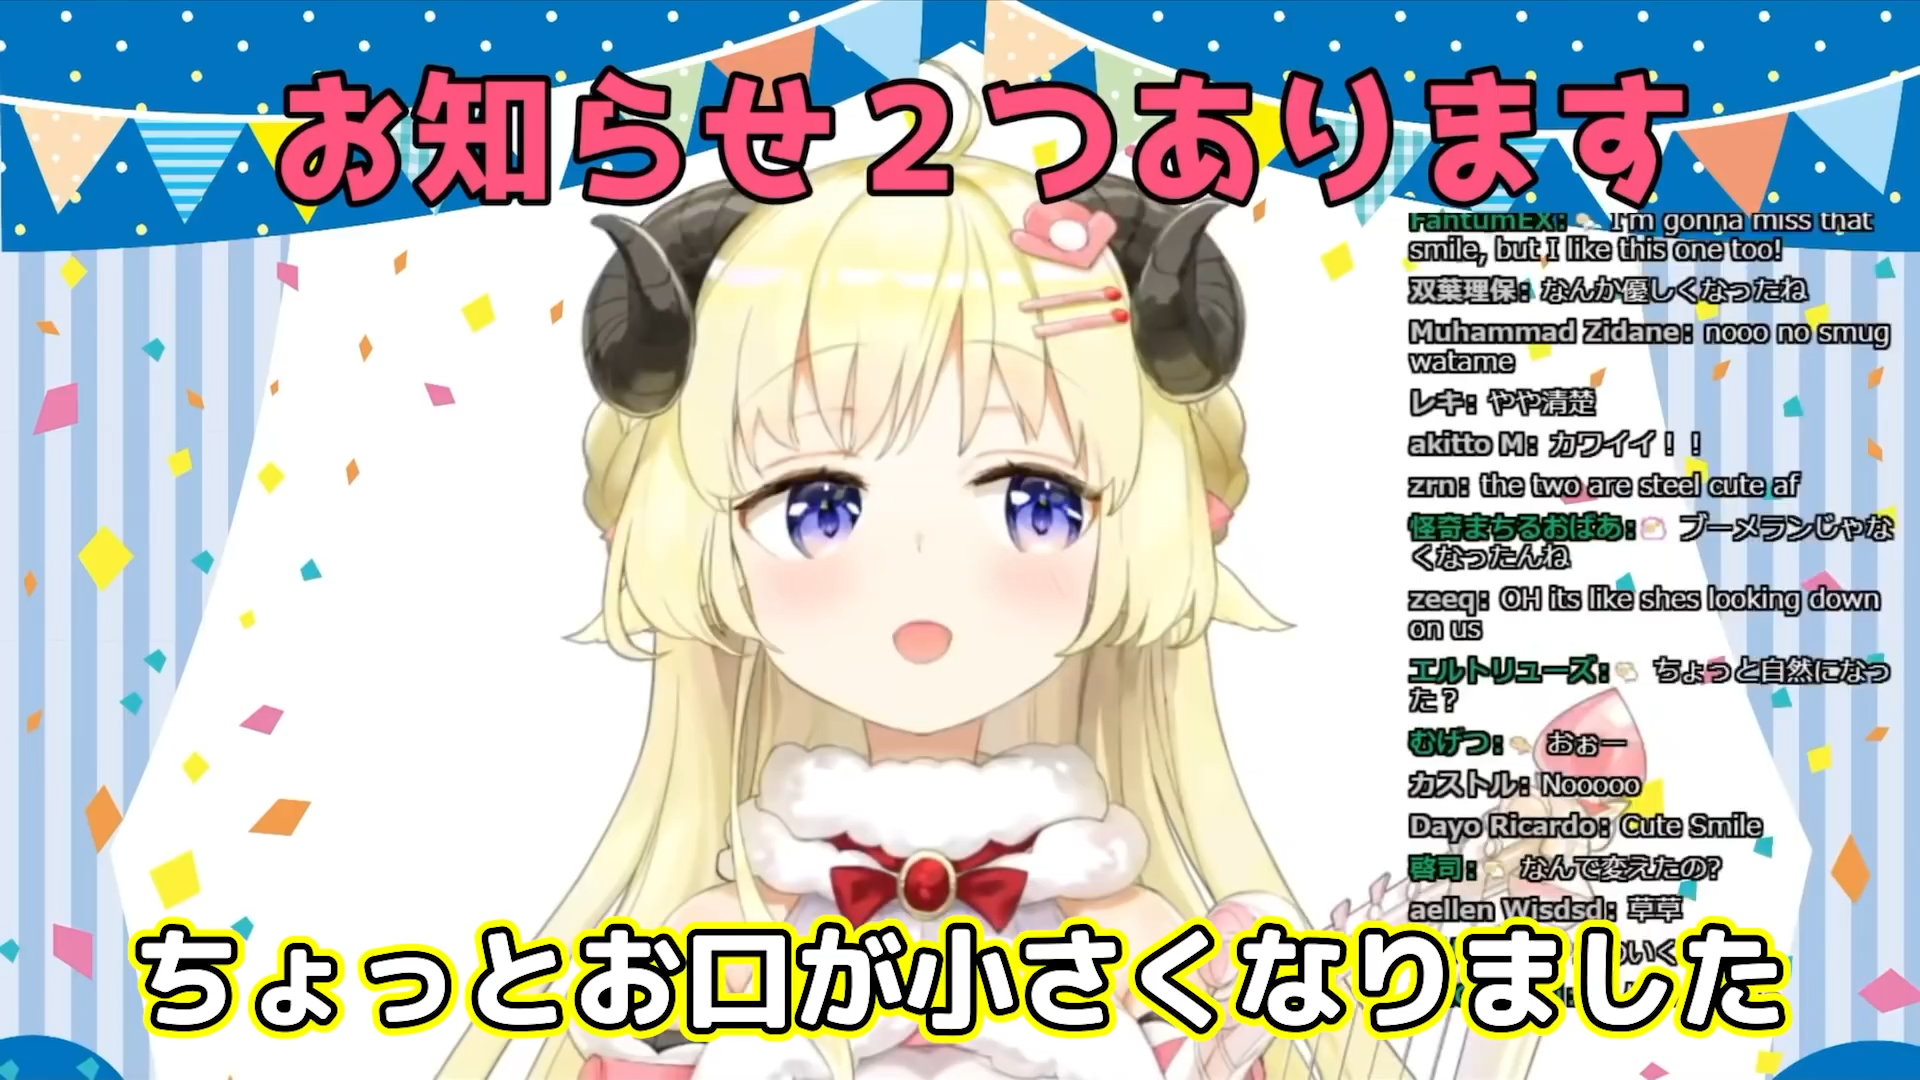 お知らせ２つあります
FantumEX: I'm gonna miss that
smile, but I like this one too!
双葉理保: なんか優しくなったね
Muhammad Zidane: nooo no smug
watame
レキ: やや清楚
akitto M: カワイイ！！
zrn: the two are steel cute af
怪奇まちるおばあ: ブーメランじゃな
くなったんね
zeeq: OH its like shes looking down
on us
エルトリューズ: ちょっと自然になっ
た？
むげつ: おぉー
カストル: Nooooo
Dayo Ricardo: Cute Smile
啓司: なんで変えたの?
aellen Wisdsd: 草草
ちょっとお口が小さくなりました